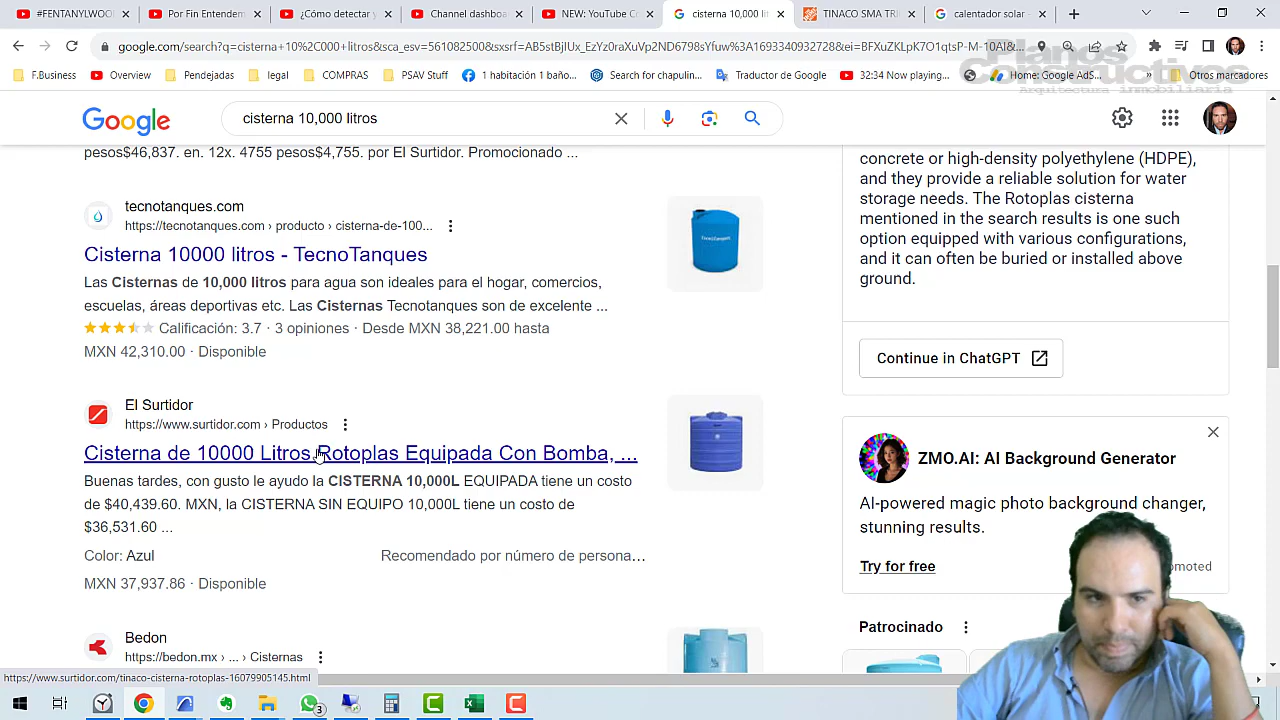 #FENTANYLWOO
Por Fin Entendem
¿Cómo detectar y
Channel dashboa
NEW: YouTube C
cisterna 10,000 lit
TINACO SMA TRI
calentador solar
google.com/search?q=cisterna+10%2C000+litros&sca_esv=
F.Business
Overview
Pendejadas
legal
COMPRAS
PSAV Stuff
1 habitación 1 baño...
Search for chapulin...
Traductor de Google
32:34 Now playing...
Home: Google AdS...
»
Otros marcadores
Planos
Constructivos
Arquitectura inmobiliaria
Google
cisterna 10,000 litros
pesos$46,837. en. 12x. 4755 pesos$4,755. por El Surtidor. Promocionado ...
tecnotanques.com
https://tecnotanques.com › producto › cisterna-de-100...
Cisterna 10000 litros - TecnoTanques
Las Cisternas de 10,000 litros para agua son ideales para el hogar, comercios,
escuelas, áreas deportivas etc. Las Cisternas Tecnotanques son de excelente ...
Calificación: 3.7 · 3 opiniones · Desde MXN 38,221.00 hasta
MXN 42,310.00 · Disponible
El Surtidor
https://www.surtidor.com › Productos
Cisterna de 10000 Litros Rotoplas Equipada Con Bomba, ...
Buenas tardes, con gusto le ayudo la CISTERNA 10,000L EQUIPADA tiene un costo
de $40,439.60. MXN, la CISTERNA SIN EQUIPO 10,000L tiene un costo de
$36,531.60 ...
Color: Azul
Recomendado por número de persona...
MXN 37,937.86 · Disponible
Bedon
https://bedon.mx › ... › Cisternas
concrete or high-density polyethylene (HDPE),
and they provide a reliable solution for water
storage needs. The Rotoplas cisterna
mentioned in the search results is one such
option equipped with various configurations,
and it can often be buried or installed above
ground.
Continue in ChatGPT
ZMO.AI: AI Background Generator
AI-powered magic photo background changer,
stunning results.
Try for free
omoted
Patrocinado
https://www.surtidor.com/tinaco-cisterna-rotoplas-16079905145.html
3